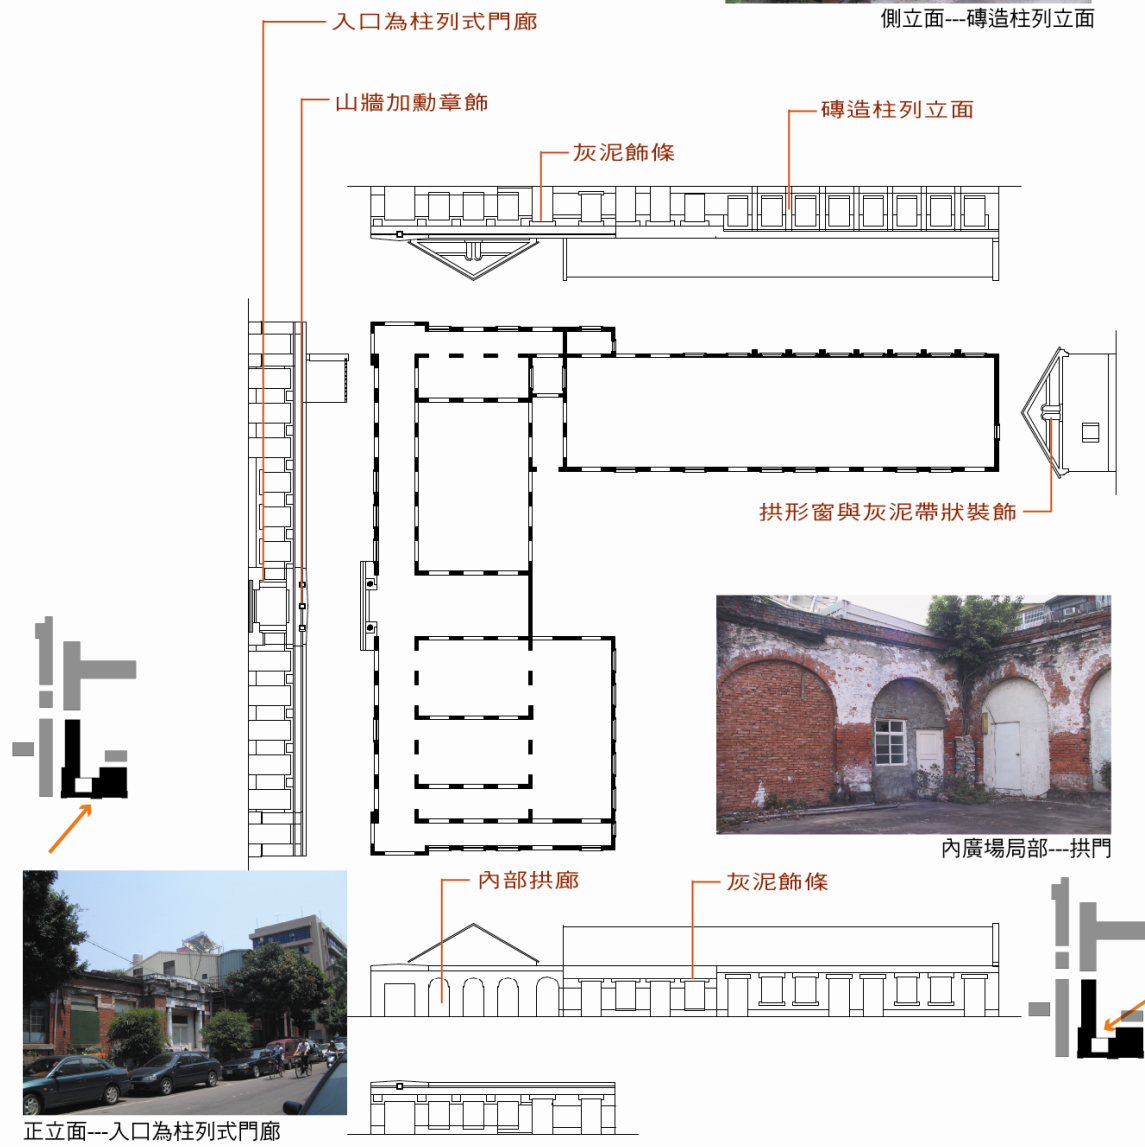 側立面---磚造柱列立面
入口為柱列式門廊
山牆加勳章飾
磚造柱列立面
灰泥飾條
拱形窗與灰泥帶狀裝飾
內廣場局部---拱門
內部拱廊
灰泥飾條
正立面---入口為柱列式門廊